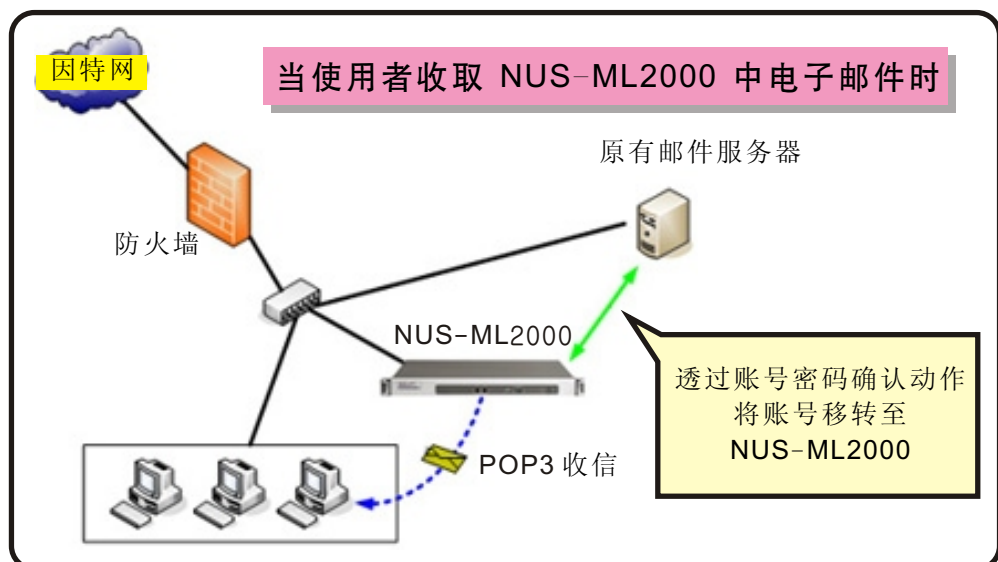 因特网
当使用者收取 NUS-ML2000 中电子邮件时
原有邮件服务器
防火墙
NUS-ML2000
透过账号密码确认动作
将账号移转至
NUS-ML2000
POP3 收信